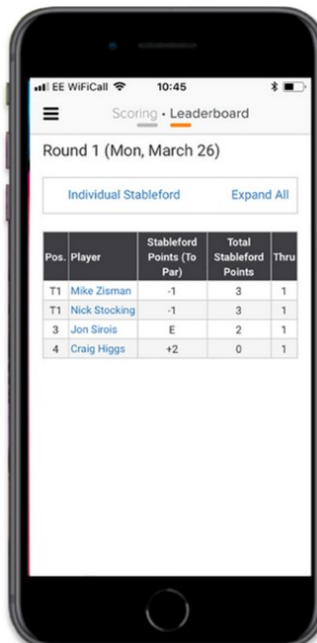 EE WiFiCall 10:45
Scoring • Leaderboard
Round 1 (Mon, March 26)
Individual Stableford Expand All
Pos. Player Stableford Points (To Par) Total Stableford Points Thru
T1 Mike Zisman -1 3 1
T1 Nick Stocking -1 3 1
3 Jon Sirois E 2 1
4 Craig Higgs +2 0 1